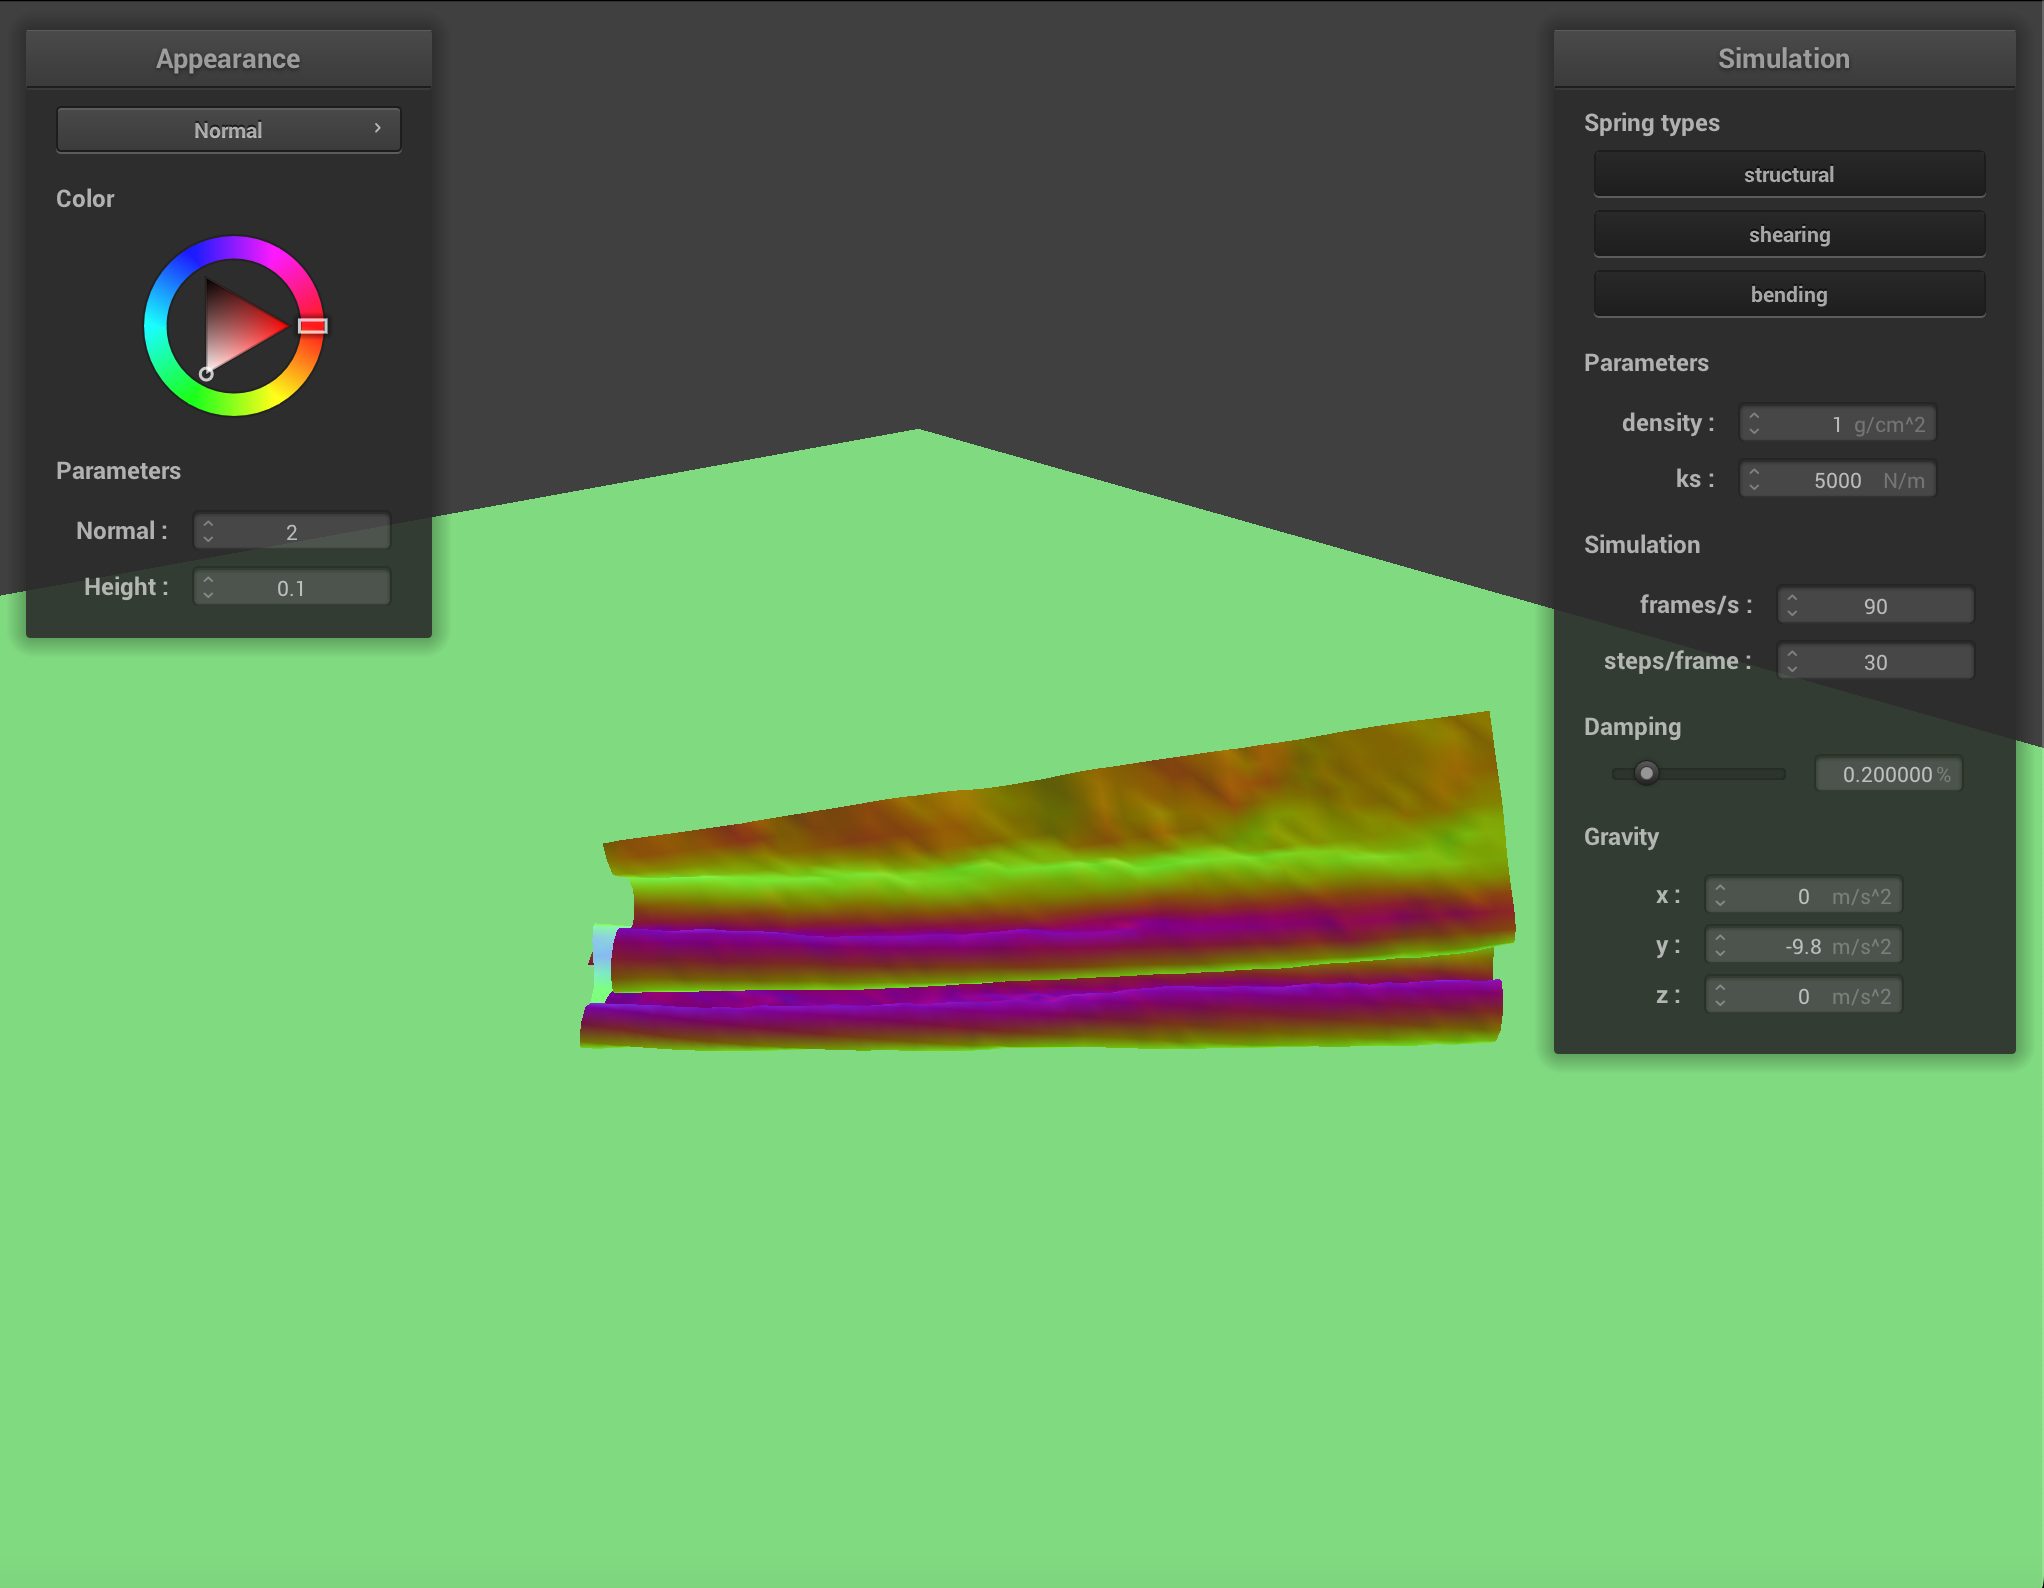 Appearance
Normal
Color
Parameters
Normal : 2
Height : 0.1
Simulation
Spring types
structural
shearing
bending
Parameters
density : 1 g/cm^2
ks : 5000 N/m
Simulation
frames/s : 90
steps/frame : 30
Damping
0.200000 %
Gravity
x : 0 m/s^2
y : -9.8 m/s^2
z : 0 m/s^2